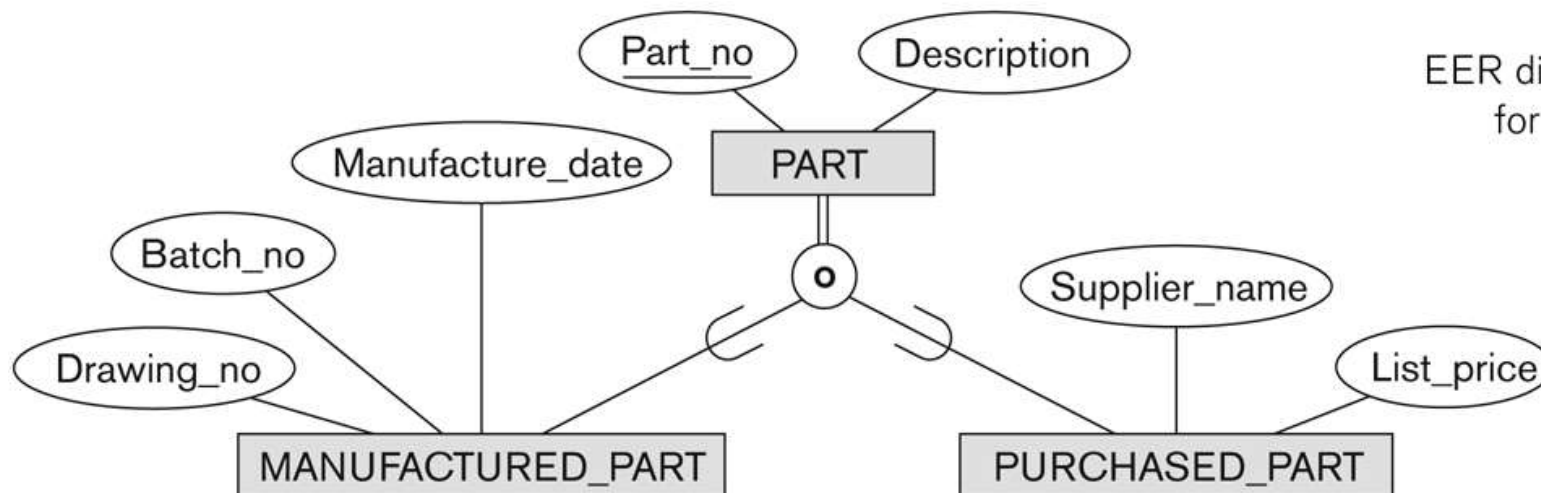 Part_no
Description
EER di
for
Manufacture_date
PART
Batch_no
o
Supplier_name
Drawing_no
List_price
MANUFACTURED_PART
PURCHASED_PART